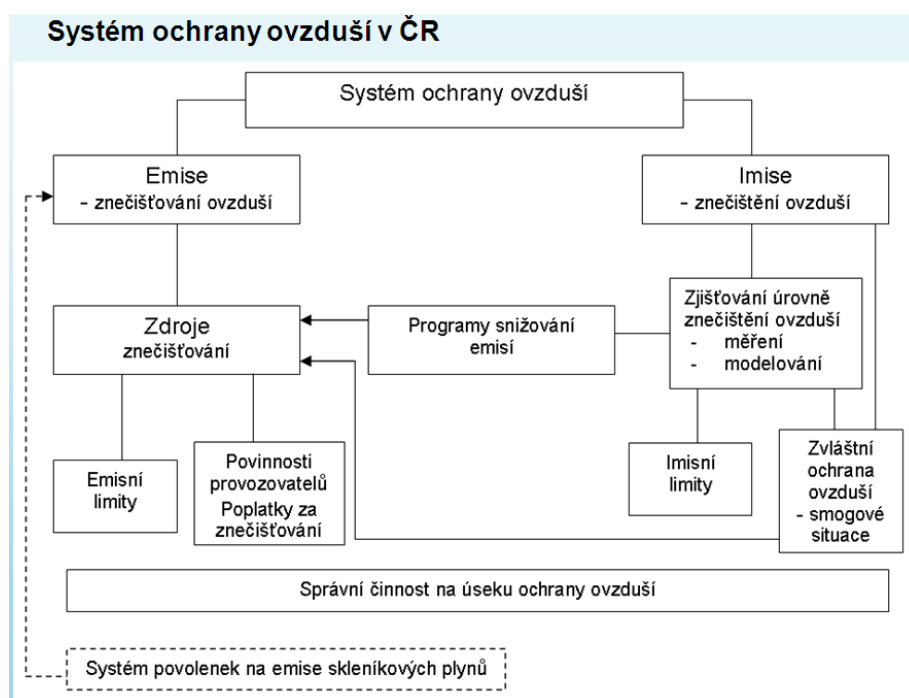 Systém ochrany ovzduší v ČR
Systém ochrany ovzduší
Emise
- znečišťování ovzduší
Imise
- znečištění ovzduší
Zdroje
znečišťování
Programy snižování
emisí
Zjišťování úrovně
znečištění ovzduší
- měření
- modelování
Emisní
limity
Povinnosti
provozovatelů
Poplatky za
znečišťování
Imisní
limity
Zvláštní
ochrana
ovzduší
- smogové
situace
Správní činnost na úseku ochrany ovzduší
Systém povolenek na emise skleníkových plynů